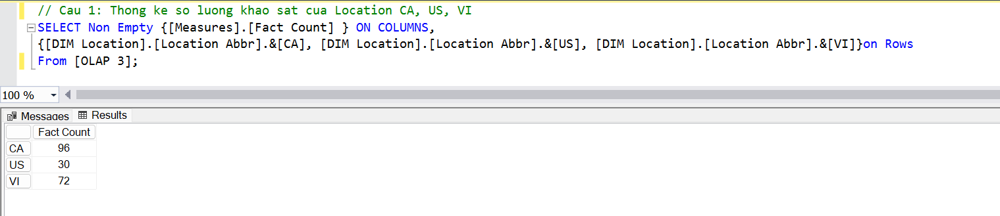 // Cau 1: Thong ke so luong khao sat cua Location CA, US, VI
SELECT Non Empty {[Measures].[Fact Count] } ON COLUMNS,
{[DIM Location].[Location Abbr].&[CA], [DIM Location].[Location Abbr].&[US], [DIM Location].[Location Abbr].&[VI]}on Rows
From [OLAP 3];
100 %
Messages Results
Fact Count
CA 96
US 30
VI 72